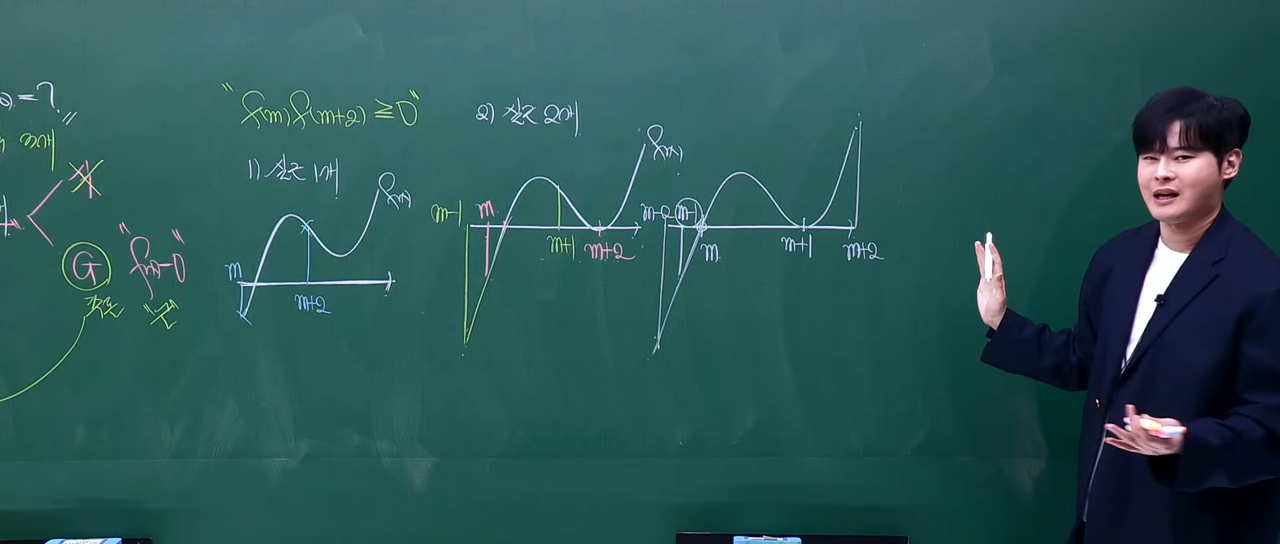 =?"
"f(m)f(m+2)≥0"
1) 실근 1개
f(x)
m
m+2
2) 실근 2개
f(x)
m-1
m
m+1
m+2
m-2
m-1
m
m+1
m+2
G
"f(x)=0"
"근"